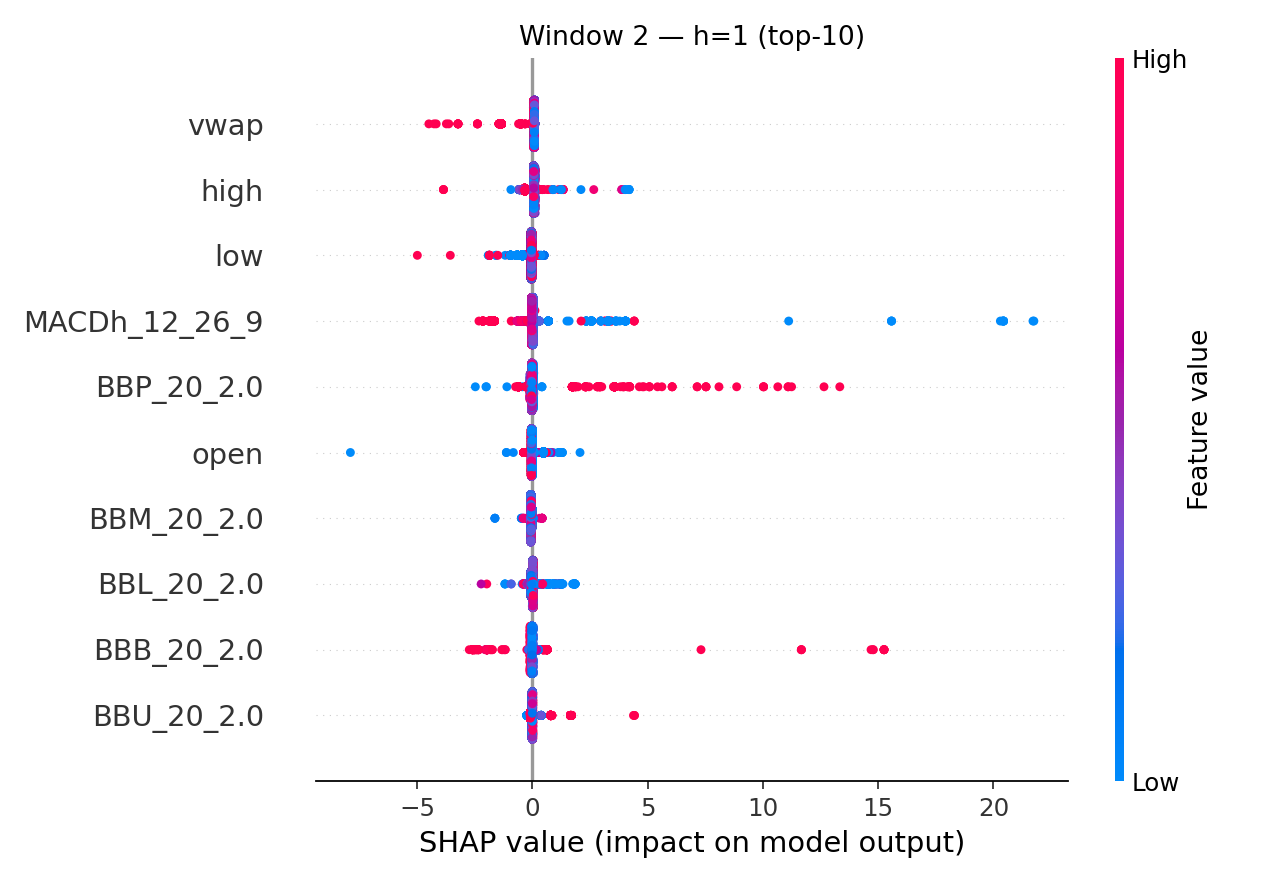 Window 2 — h=1 (top-10)
High
vwap
high
low
MACDh_12_26_9
BBP_20_2.0
open
BBM_20_2.0
BBL_20_2.0
BBB_20_2.0
BBU_20_2.0
Feature value
Low
−5 0 5 10 15 20
SHAP value (impact on model output)